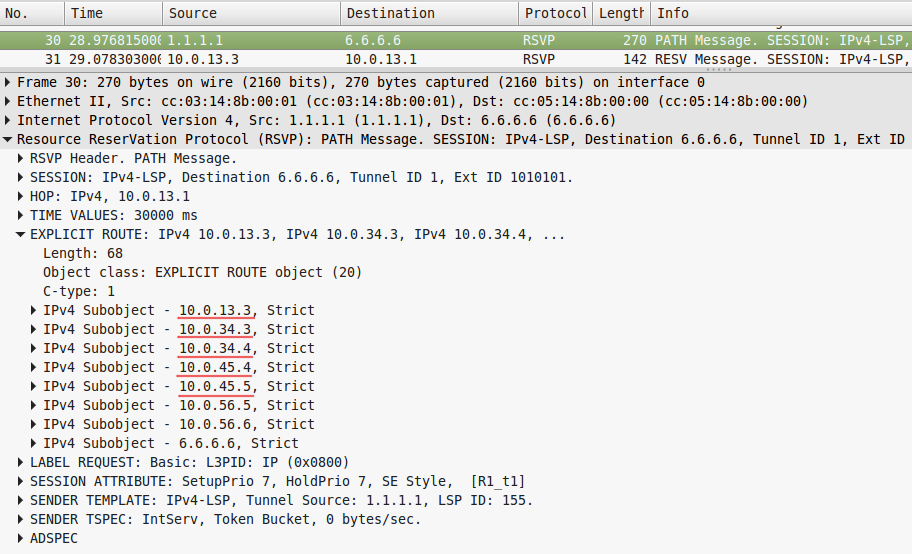 No. Time Source Destination Protocol Length Info
30 28.976815000 1.1.1.1 6.6.6.6 RSVP 270 PATH Message. SESSION: IPv4-LSP,
31 29.078303000 10.0.13.3 10.0.13.1 RSVP 142 RESV Message. SESSION: IPv4-LSP,
Frame 30: 270 bytes on wire (2160 bits), 270 bytes captured (2160 bits) on interface 0
Ethernet II, Src: cc:03:14:8b:00:01 (cc:03:14:8b:00:01), Dst: cc:05:14:8b:00:00 (cc:05:14:8b:00:00)
Internet Protocol Version 4, Src: 1.1.1.1 (1.1.1.1), Dst: 6.6.6.6 (6.6.6.6)
Resource ReserVation Protocol (RSVP): PATH Message. SESSION: IPv4-LSP, Destination 6.6.6.6, Tunnel ID 1, Ext ID
RSVP Header. PATH Message.
SESSION: IPv4-LSP, Destination 6.6.6.6, Tunnel ID 1, Ext ID 1010101.
HOP: IPv4, 10.0.13.1
TIME VALUES: 30000 ms
EXPLICIT ROUTE: IPv4 10.0.13.3, IPv4 10.0.34.3, IPv4 10.0.34.4, ...
Length: 68
Object class: EXPLICIT ROUTE object (20)
C-type: 1
IPv4 Subobject - 10.0.13.3, Strict
IPv4 Subobject - 10.0.34.3, Strict
IPv4 Subobject - 10.0.34.4, Strict
IPv4 Subobject - 10.0.45.4, Strict
IPv4 Subobject - 10.0.45.5, Strict
IPv4 Subobject - 10.0.56.5, Strict
IPv4 Subobject - 10.0.56.6, Strict
IPv4 Subobject - 6.6.6.6, Strict
LABEL REQUEST: Basic: L3PID: IP (0x0800)
SESSION ATTRIBUTE: SetupPrio 7, HoldPrio 7, SE Style, [R1_t1]
SENDER TEMPLATE: IPv4-LSP, Tunnel Source: 1.1.1.1, LSP ID: 155.
SENDER TSPEC: IntServ, Token Bucket, 0 bytes/sec.
ADSPEC